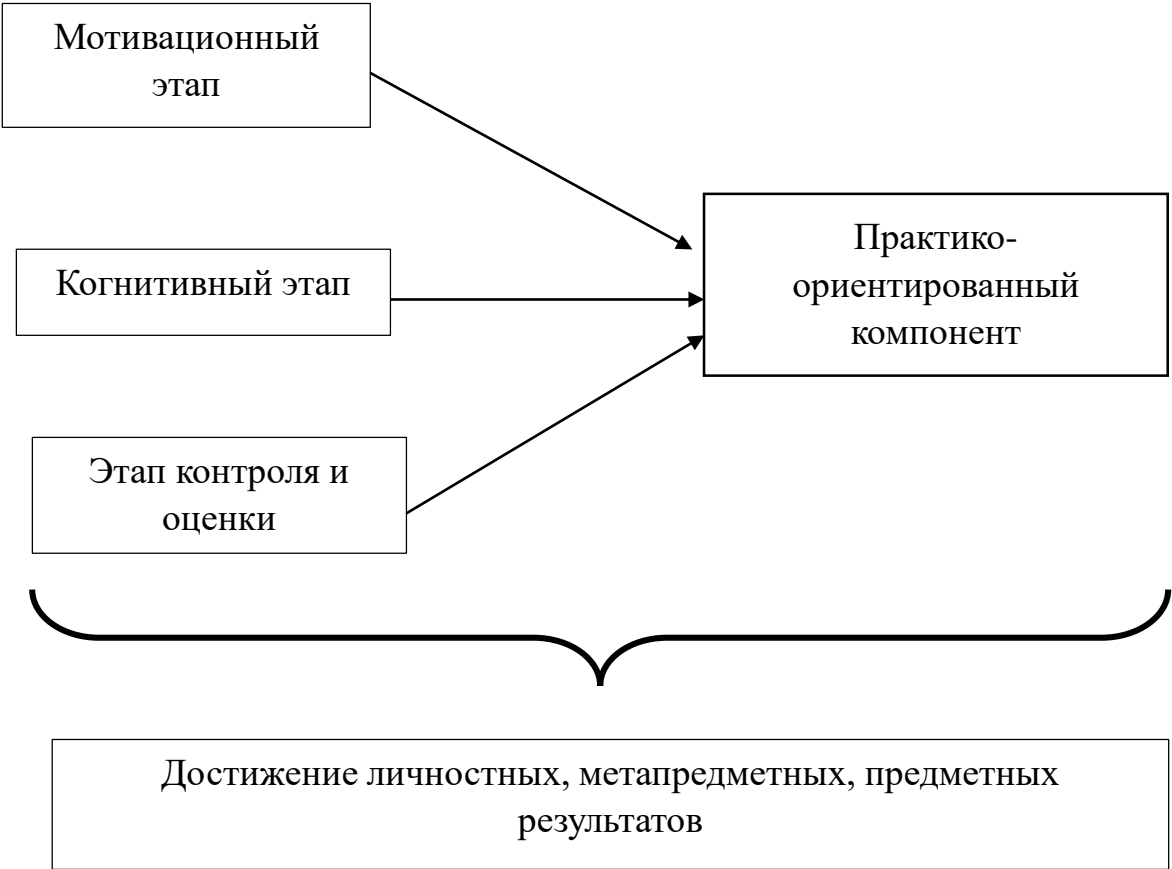 Мотивационный
этап
Практико-
ориентированный
компонент
Когнитивный этап
Этап контроля и
оценки
Достижение личностных, метапредметных, предметных
результатов